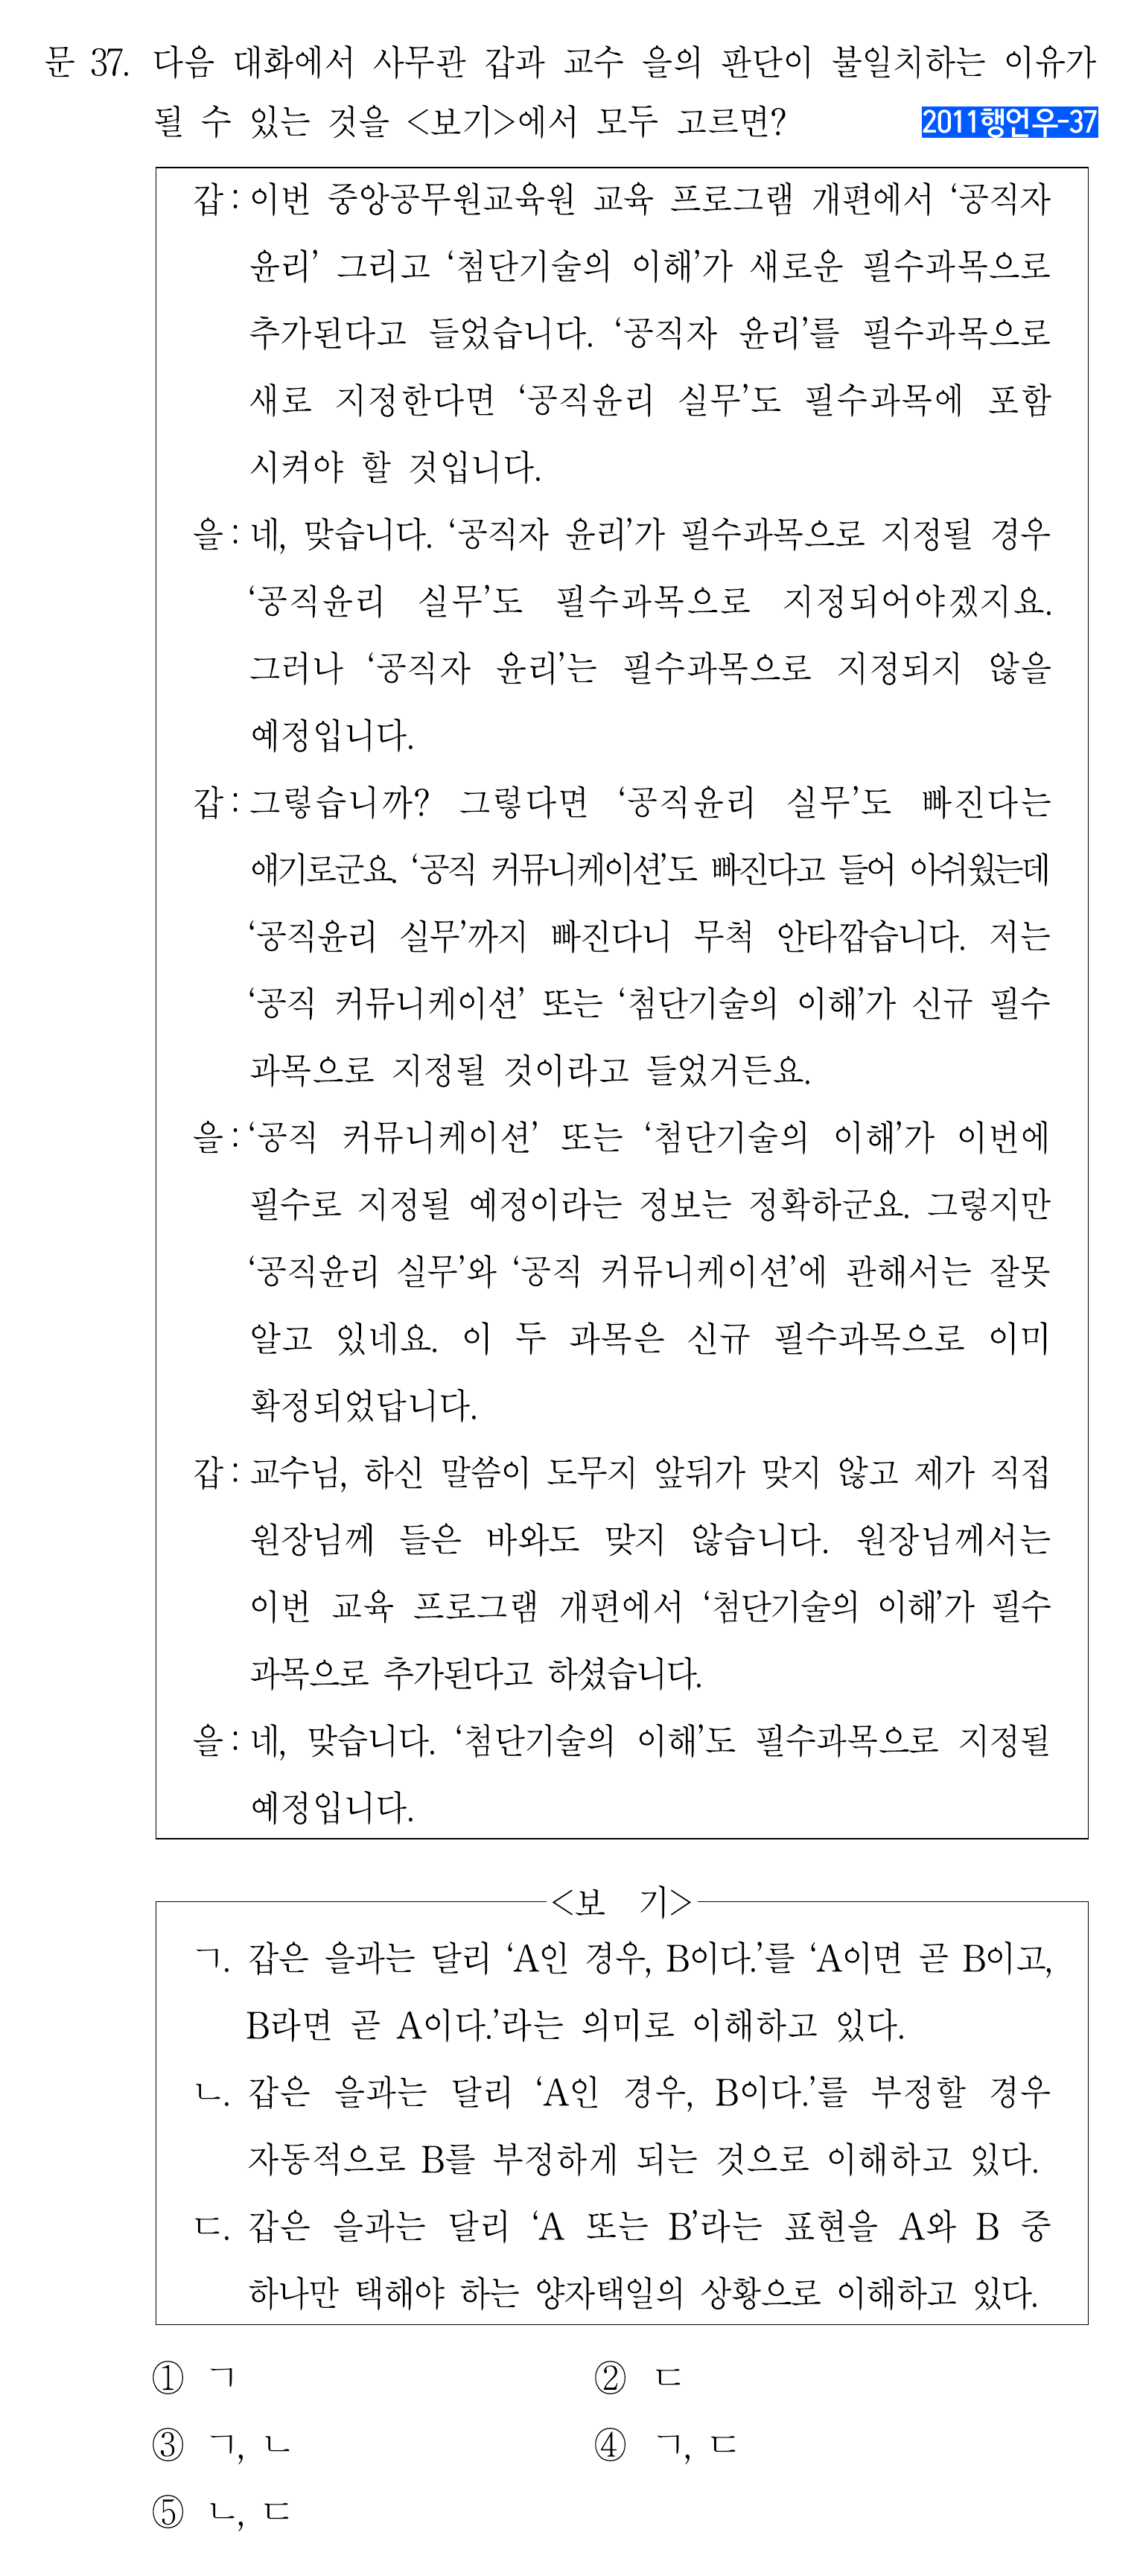 문 37. 다음 대화에서 사무관 갑과 교수 을의 판단이 불일치하는 이유가
될 수 있는 것을 <보기>에서 모두 고르면?
2011행언우-37
갑 : 이번 중앙공무원교육원 교육 프로그램 개편에서 ‘공직자
윤리’ 그리고 ‘첨단기술의 이해’가 새로운 필수과목으로
추가된다고 들었습니다. ‘공직자 윤리’를 필수과목으로
새로 지정한다면 ‘공직윤리 실무’도 필수과목에 포함
시켜야 할 것입니다.
을 : 네, 맞습니다. ‘공직자 윤리’가 필수과목으로 지정될 경우
‘공직윤리 실무’도 필수과목으로 지정되어야겠지요.
그러나 ‘공직자 윤리’는 필수과목으로 지정되지 않을
예정입니다.
갑 : 그렇습니까? 그렇다면 ‘공직윤리 실무’도 빠진다는
얘기로군요. ‘공직 커뮤니케이션’도 빠진다고 들어 아쉬웠는데
‘공직윤리 실무’까지 빠진다니 무척 안타깝습니다. 저는
‘공직 커뮤니케이션’ 또는 ‘첨단기술의 이해’가 신규 필수
과목으로 지정될 것이라고 들었거든요.
을 : ‘공직 커뮤니케이션’ 또는 ‘첨단기술의 이해’가 이번에
필수로 지정될 예정이라는 정보는 정확하군요. 그렇지만
‘공직윤리 실무’와 ‘공직 커뮤니케이션’에 관해서는 잘못
알고 있네요. 이 두 과목은 신규 필수과목으로 이미
확정되었답니다.
갑 : 교수님, 하신 말씀이 도무지 앞뒤가 맞지 않고 제가 직접
원장님께 들은 바와도 맞지 않습니다. 원장님께서는
이번 교육 프로그램 개편에서 ‘첨단기술의 이해’가 필수
과목으로 추가된다고 하셨습니다.
을 : 네, 맞습니다. ‘첨단기술의 이해’도 필수과목으로 지정될
예정입니다.
<보 기>
ㄱ. 갑은 을과는 달리 ‘A인 경우, B이다.’를 ‘A이면 곧 B이고,
B라면 곧 A이다.’라는 의미로 이해하고 있다.
ㄴ. 갑은 을과는 달리 ‘A인 경우, B이다.’를 부정할 경우
자동적으로 B를 부정하게 되는 것으로 이해하고 있다.
ㄷ. 갑은 을과는 달리 ‘A 또는 B’라는 표현을 A와 B 중
하나만 택해야 하는 양자택일의 상황으로 이해하고 있다.
① ㄱ ② ㄷ
③ ㄱ, ㄴ ④ ㄱ, ㄷ
⑤ ㄴ, ㄷ